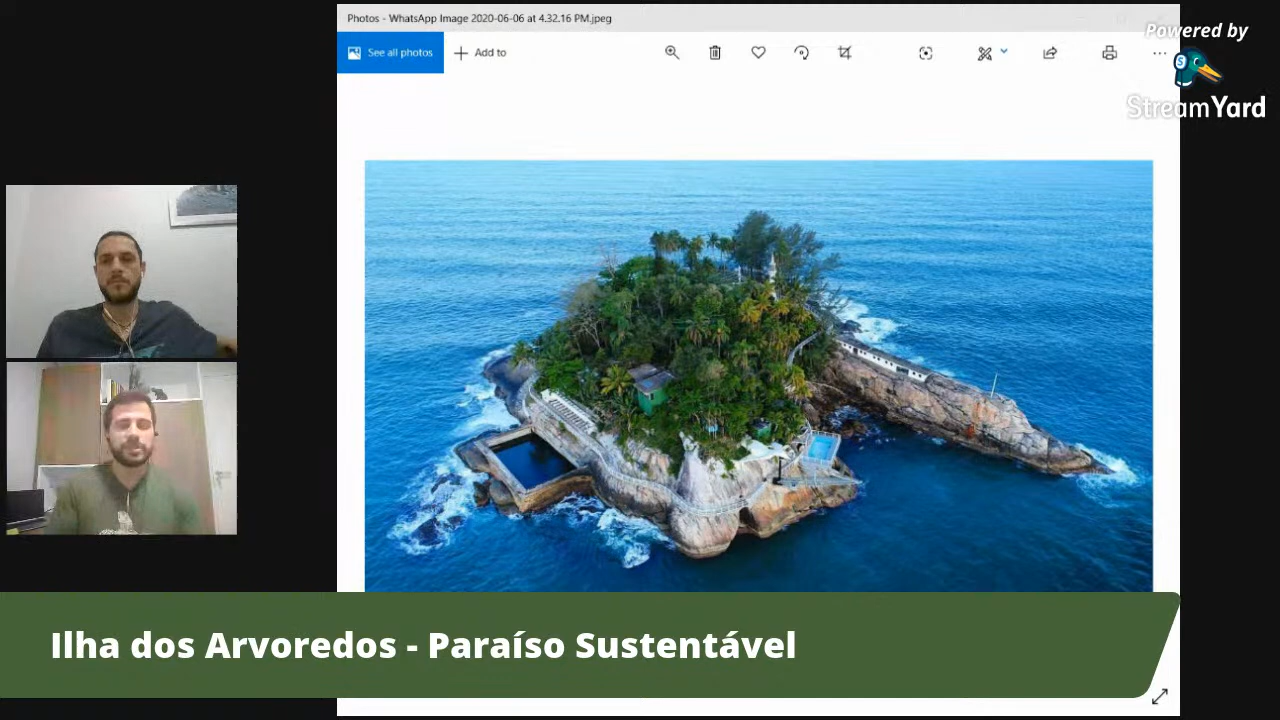 Photos - WhatsApp Image 2020-06-06 at 4.32.16 PM.jpeg
See all photos
Add to
Powered by
StreamYard
Ilha dos Arvoredos - Paraíso Sustentável